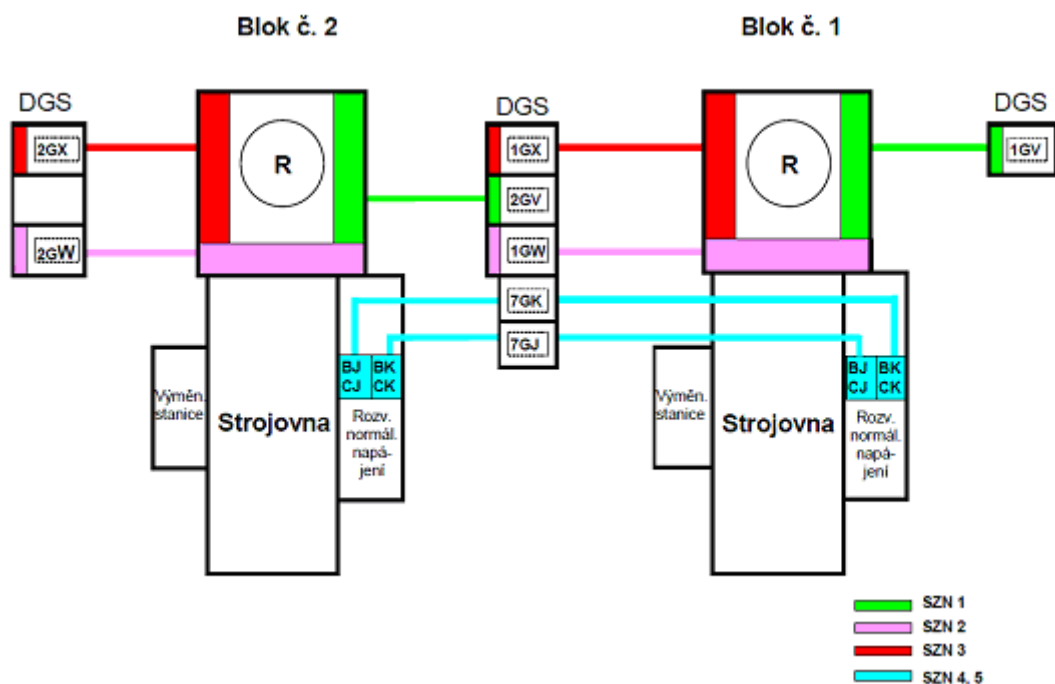 Blok č. 2
Blok č. 1
DGS
DGS
DGS
2GX
R
1GX
R
1GV
2GV
2GW
1GW
7GK
7GJ
BJ BK
CJ CK
BJ BK
CJ CK
Výměn.
stanice
Strojovna
Rozv.
normál.
napá-
jení
Výměn.
stanice
Strojovna
Rozv.
normál.
napá-
jení
SZN 1
SZN 2
SZN 3
SZN 4, 5